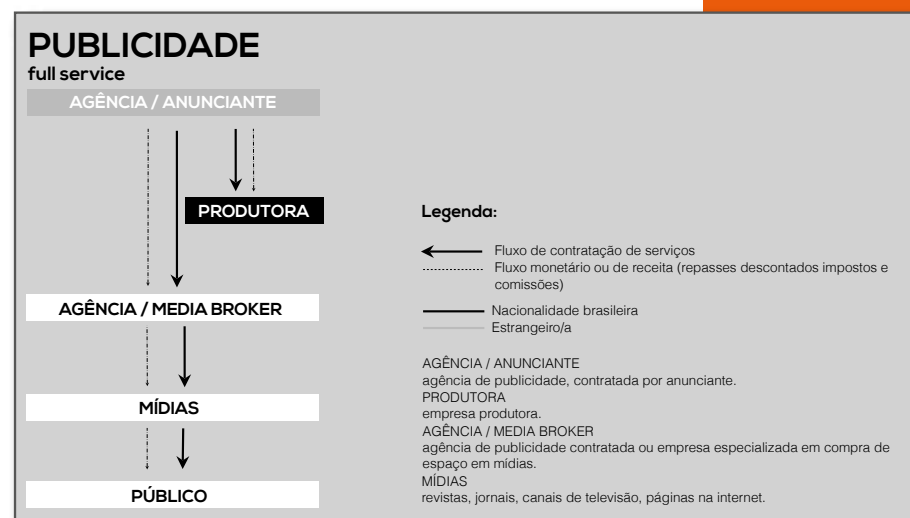 PUBLICIDADE
full service
AGÊNCIA / ANUNCIANTE
PRODUTORA
AGÊNCIA / MEDIA BROKER
MÍDIAS
PÚBLICO
Legenda:
Fluxo de contratação de serviços
Fluxo monetário ou de receita (repasses descontados impostos e
comissões)
Nacionalidade brasileira
Estrangeiro/a
AGÊNCIA / ANUNCIANTE
agência de publicidade, contratada por anunciante.
PRODUTORA
empresa produtora.
AGÊNCIA / MEDIA BROKER
agência de publicidade contratada ou empresa especializada em compra de
espaço em mídias.
MÍDIAS
revistas, jornais, canais de televisão, páginas na internet.